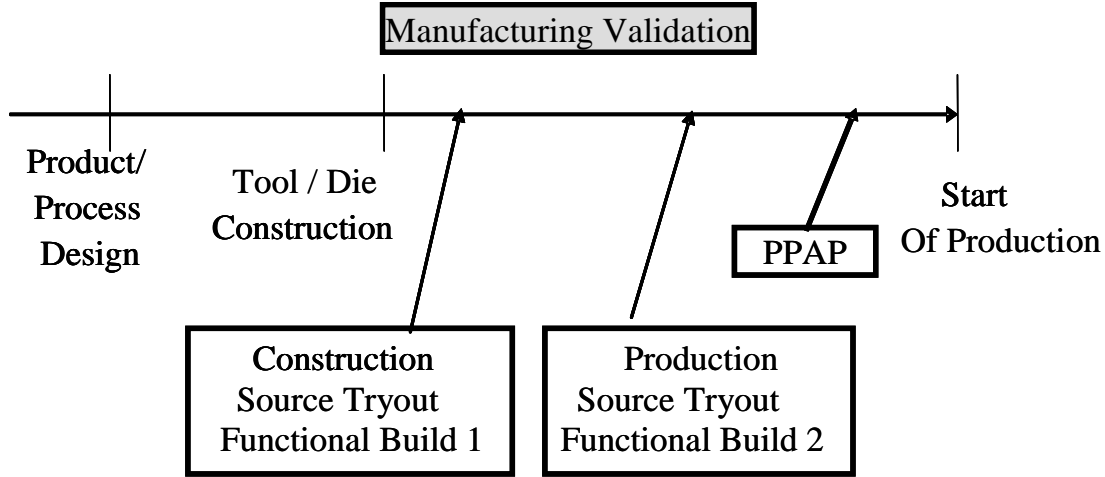 Manufacturing Validation
Product/
Process
Design
Tool / Die
Construction
Start
Of Production
PPAP
Construction
Source Tryout
Functional Build 1
Production
Source Tryout
Functional Build 2